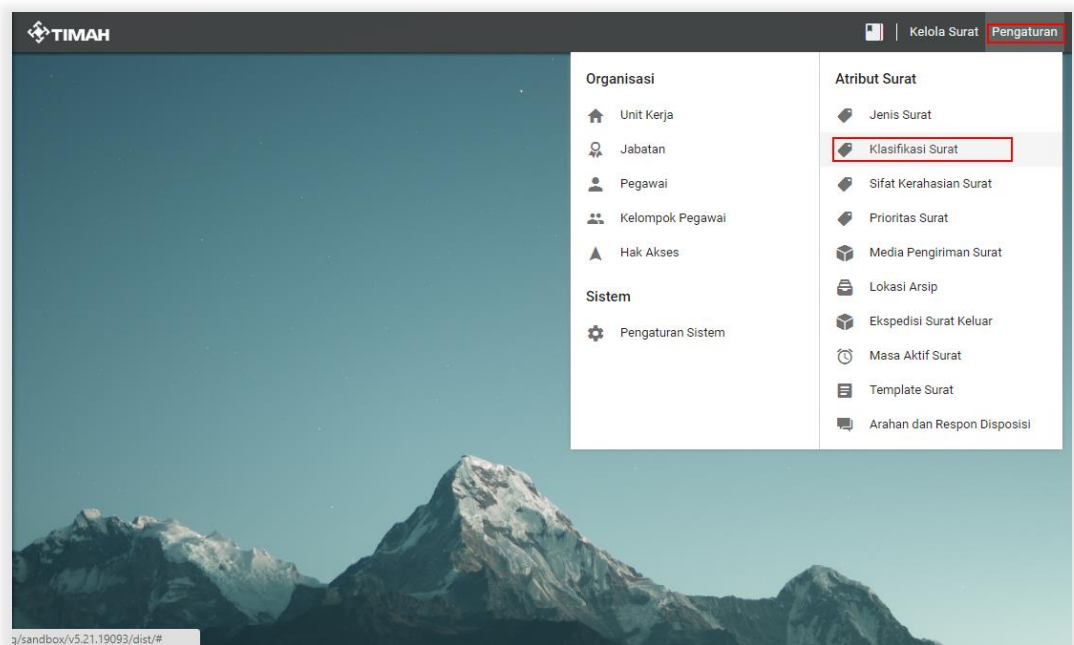 TIMAH
Kelola Surat
Pengaturan
Organisasi
Unit Kerja
Jabatan
Pegawai
Kelompok Pegawai
Hak Akses
Sistem
Pengaturan Sistem
Atribut Surat
Jenis Surat
Klasifikasi Surat
Sifat Kerahasian Surat
Prioritas Surat
Media Pengiriman Surat
Lokasi Arsip
Ekspedisi Surat Keluar
Masa Aktif Surat
Template Surat
Arahan dan Respon Disposisi
g/sandbox/v5.21.19093/dist/#